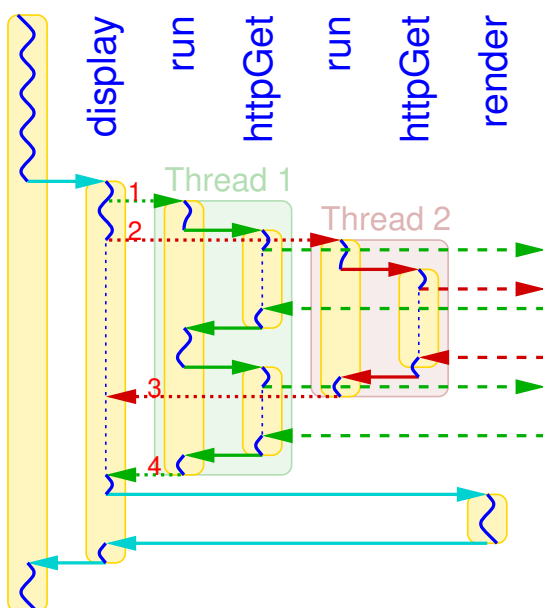 display
run
httpGet
run
httpGet
render
Thread 1
1
Thread 2
2
3
4